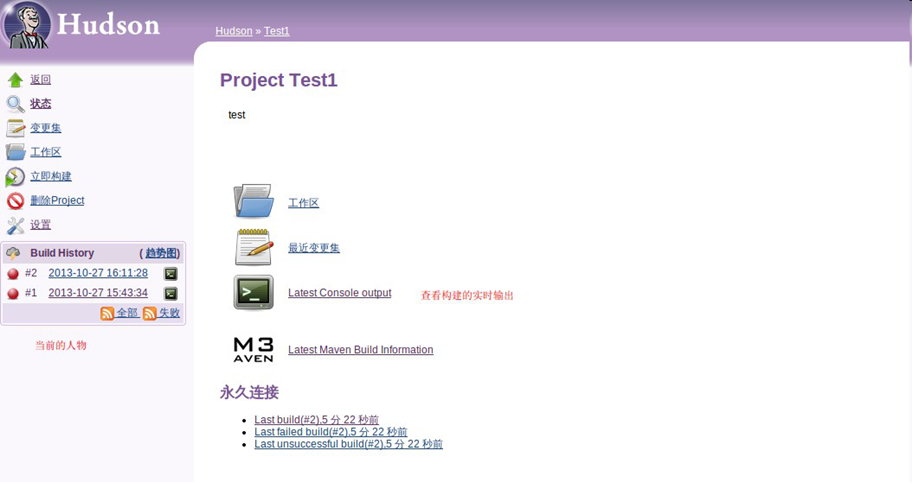 Hudson
Hudson » Test1
返回
状态
变更集
工作区
立即构建
删除Project
设置
Build History ( 趋势图)
#2 2013-10-27 16:11:28
#1 2013-10-27 15:43:34
全部 失败
当前的人物
Project Test1
test
工作区
最近变更集
>_
Latest Console output 查看构建的实时输出
M3
AVEN
Latest Maven Build Information
永久连接
Last build(#2),5 分 22 秒前
Last failed build(#2),5 分 22 秒前
Last unsuccessful build(#2),5 分 22 秒前